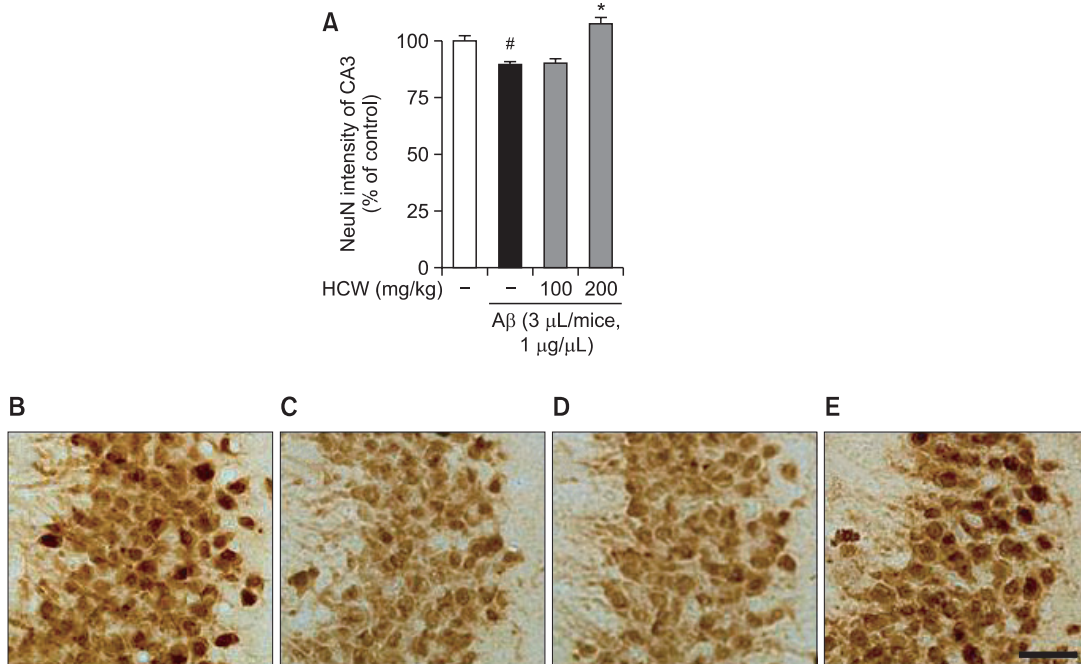 A
NeuN intensity of CA3
(% of control)
100
75
50
25
0
#
*
HCW (mg/kg) – – 100 200
Aβ (3 μL/mice,
1 μg/μL)
B C D E